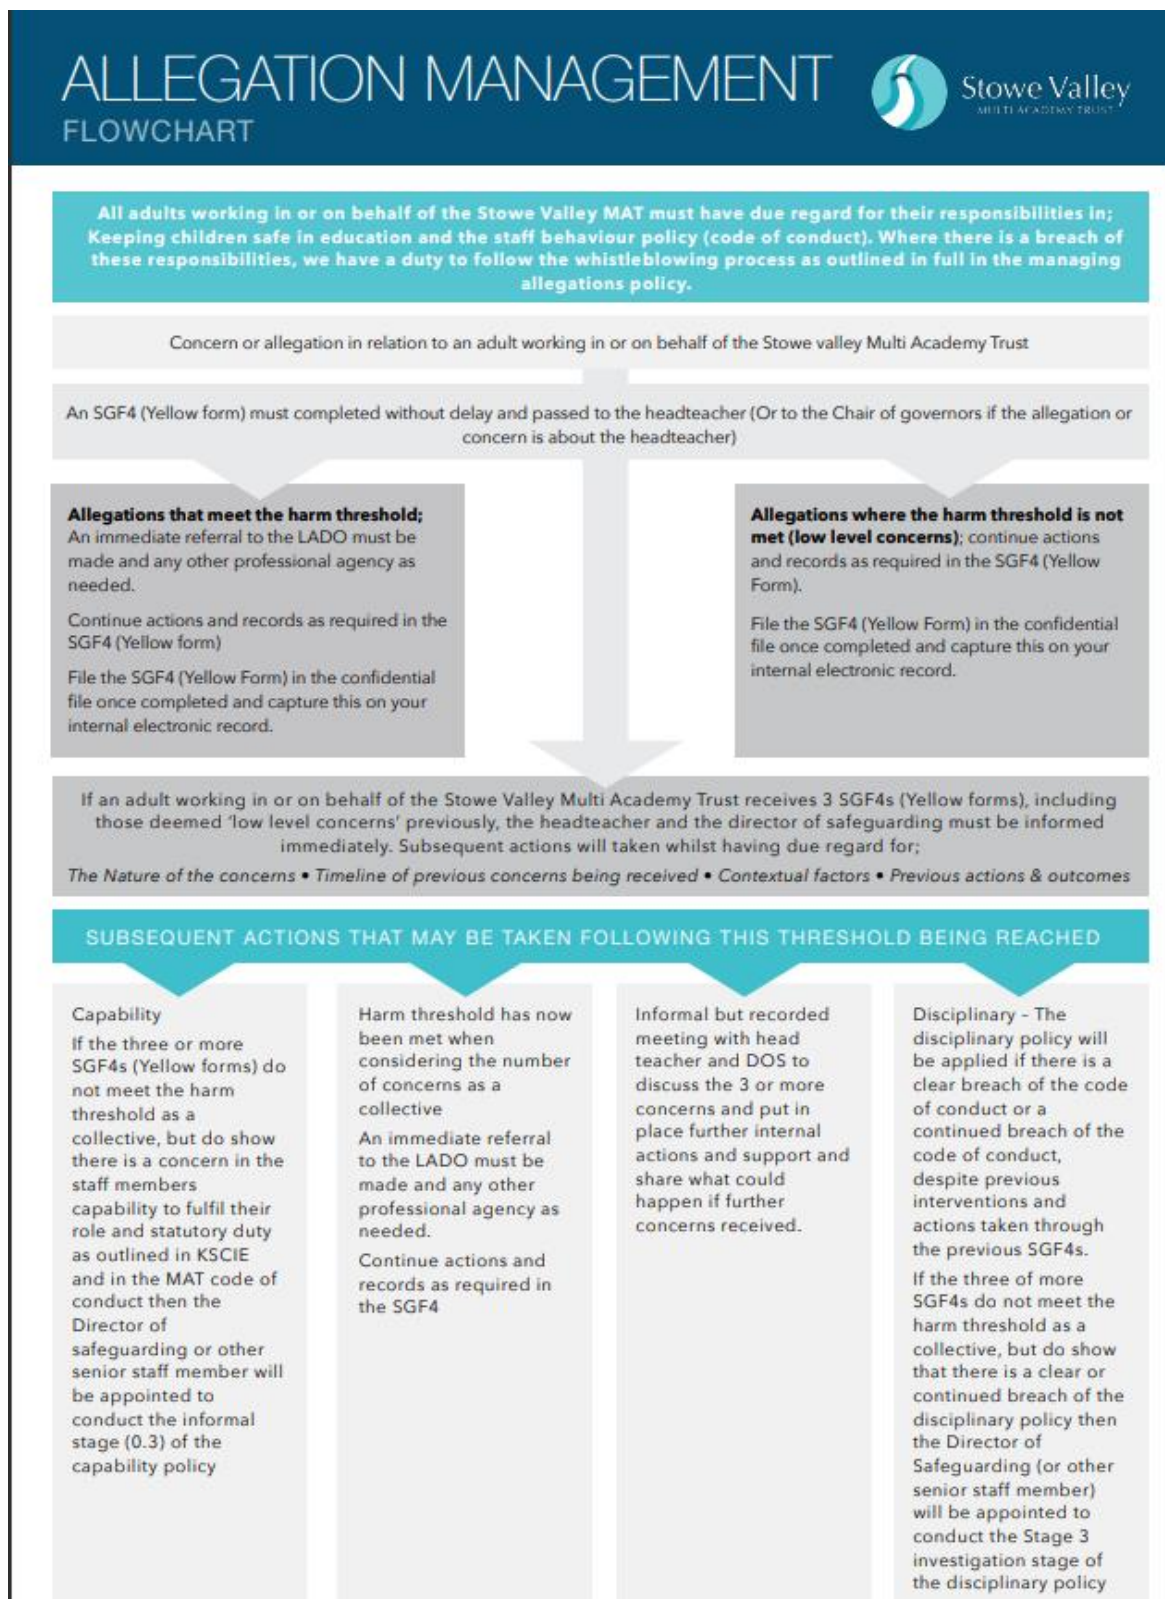 ALLEGATION MANAGEMENT
FLOWCHART
Stowe Valley
MULTI ACADEMY TRUST
All adults working in or on behalf of the Stowe Valley MAT must have due regard for their responsibilities in;
Keeping children safe in education and the staff behaviour policy (code of conduct). Where there is a breach of
these responsibilities, we have a duty to follow the whistleblowing process as outlined in full in the managing
allegations policy.
Concern or allegation in relation to an adult working in or on behalf of the Stowe valley Multi Academy Trust
An SGF4 (Yellow form) must completed without delay and passed to the headteacher (Or to the Chair of governors if the allegation or
concern is about the headteacher)
Allegations that meet the harm threshold;
An immediate referral to the LADO must be
made and any other professional agency as
needed.
Continue actions and records as required in the
SGF4 (Yellow form)
File the SGF4 (Yellow Form) in the confidential
file once completed and capture this on your
internal electronic record.
Allegations where the harm threshold is not
met (low level concerns); continue actions
and records as required in the SGF4 (Yellow
Form).
File the SGF4 (Yellow Form) in the confidential
file once completed and capture this on your
internal electronic record.
If an adult working in or on behalf of the Stowe Valley Multi Academy Trust receives 3 SGF4s (Yellow forms), including
those deemed 'low level concerns' previously, the headteacher and the director of safeguarding must be informed
immediately. Subsequent actions will taken whilst having due regard for;
The Nature of the concerns • Timeline of previous concerns being received • Contextual factors • Previous actions & outcomes
SUBSEQUENT ACTIONS THAT MAY BE TAKEN FOLLOWING THIS THRESHOLD BEING REACHED
Capability
If the three or more
SGF4s (Yellow forms) do
not meet the harm
threshold as a
collective, but do show
there is a concern in the
staff members
capability to fulfil their
role and statutory duty
as outlined in KSCIE
and in the MAT code of
conduct then the
Director of
safeguarding or other
senior staff member will
be appointed to
conduct the informal
stage (0.3) of the
capability policy
Harm threshold has now
been met when
considering the number
of concerns as a
collective
An immediate referral
to the LADO must be
made and any other
professional agency as
needed.
Continue actions and
records as required in
the SGF4
Informal but recorded
meeting with head
teacher and DOS to
discuss the 3 or more
concerns and put in
place further internal
actions and support and
share what could
happen if further
concerns received.
Disciplinary - The
disciplinary policy will
be applied if there is a
clear breach of the code
of conduct or a
continued breach of the
code of conduct,
despite previous
interventions and
actions taken through
the previous SGF4s.
If the three of more
SGF4s do not meet the
harm threshold as a
collective, but do show
that there is a clear or
continued breach of the
disciplinary policy then
the Director of
Safeguarding (or other
senior staff member)
will be appointed to
conduct the Stage 3
investigation stage of
the disciplinary policy